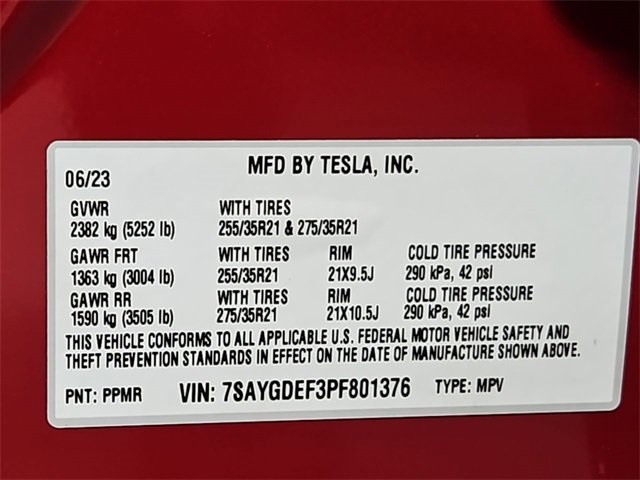 MFD BY TESLA, INC.
06/23
GVWR WITH TIRES
2382 kg (5252 lb) 255/35R21 & 275/35R21
GAWR FRT WITH TIRES RIM COLD TIRE PRESSURE
1363 kg (3004 lb) 255/35R21 21X9.5J 290 kPa, 42 psi
GAWR RR WITH TIRES RIM COLD TIRE PRESSURE
1590 kg (3505 lb) 275/35R21 21X10.5J 290 kPa, 42 psi
THIS VEHICLE CONFORMS TO ALL APPLICABLE U.S. FEDERAL MOTOR VEHICLE SAFETY AND
THEFT PREVENTION STANDARDS IN EFFECT ON THE DATE OF MANUFACTURE SHOWN ABOVE.
PNT: PPMR VIN: 7SAYGDEF3PF801376 TYPE: MPV